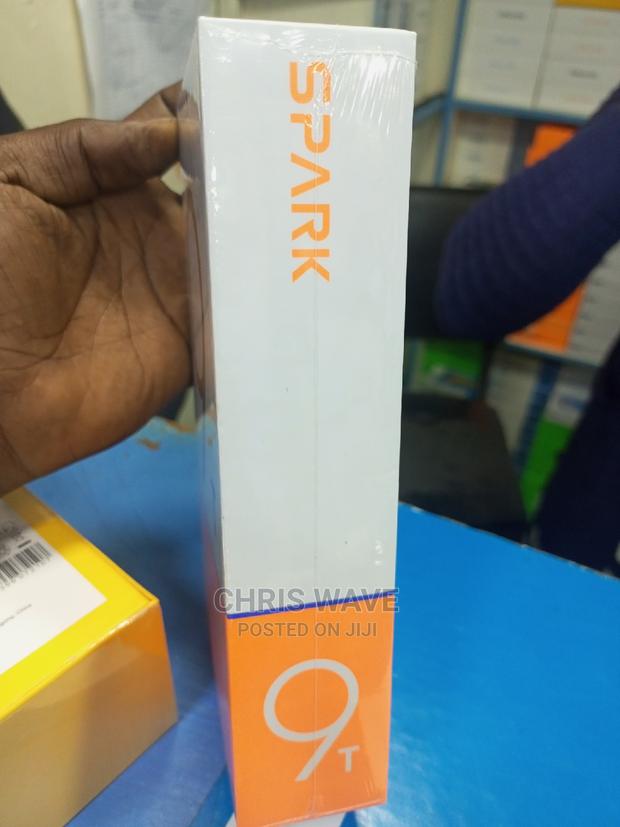 SPARK
CHRIS WAVE
POSTED ON JIJI
9T